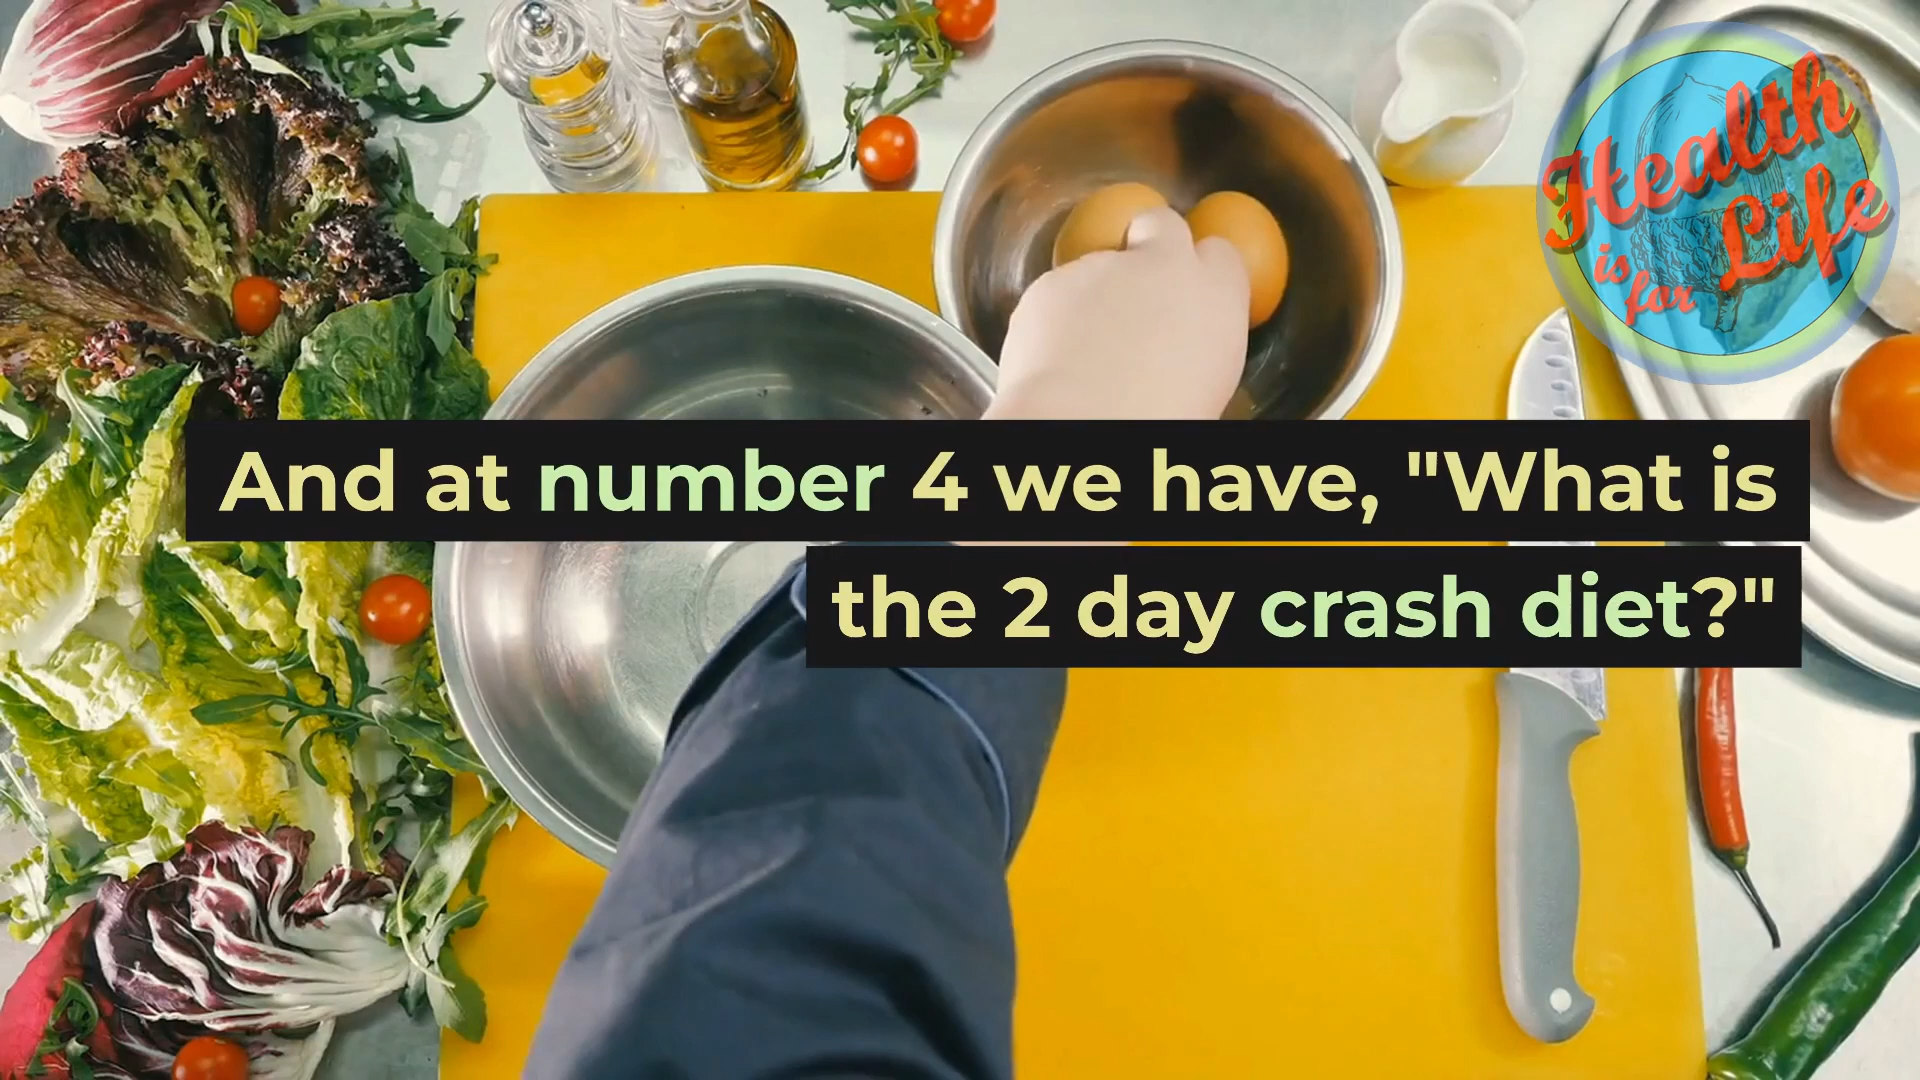 Health
is
for Life
And at number 4 we have, "What is
the 2 day crash diet?"